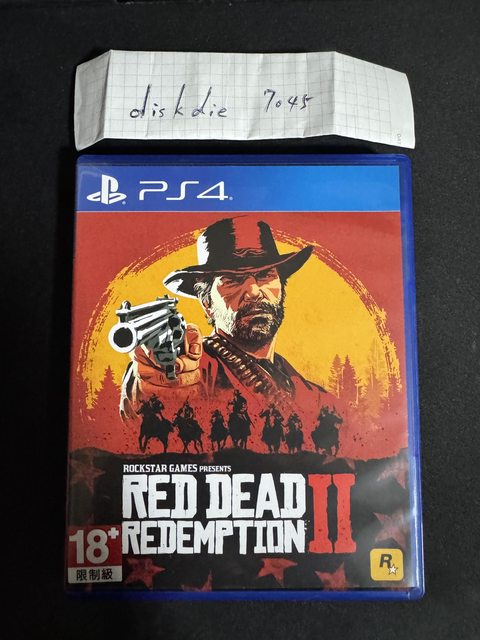 diskdie 7045
PS4
ROCKSTAR GAMES PRESENTS
RED DEAD
REDEMPTION II
18+
限制級
R